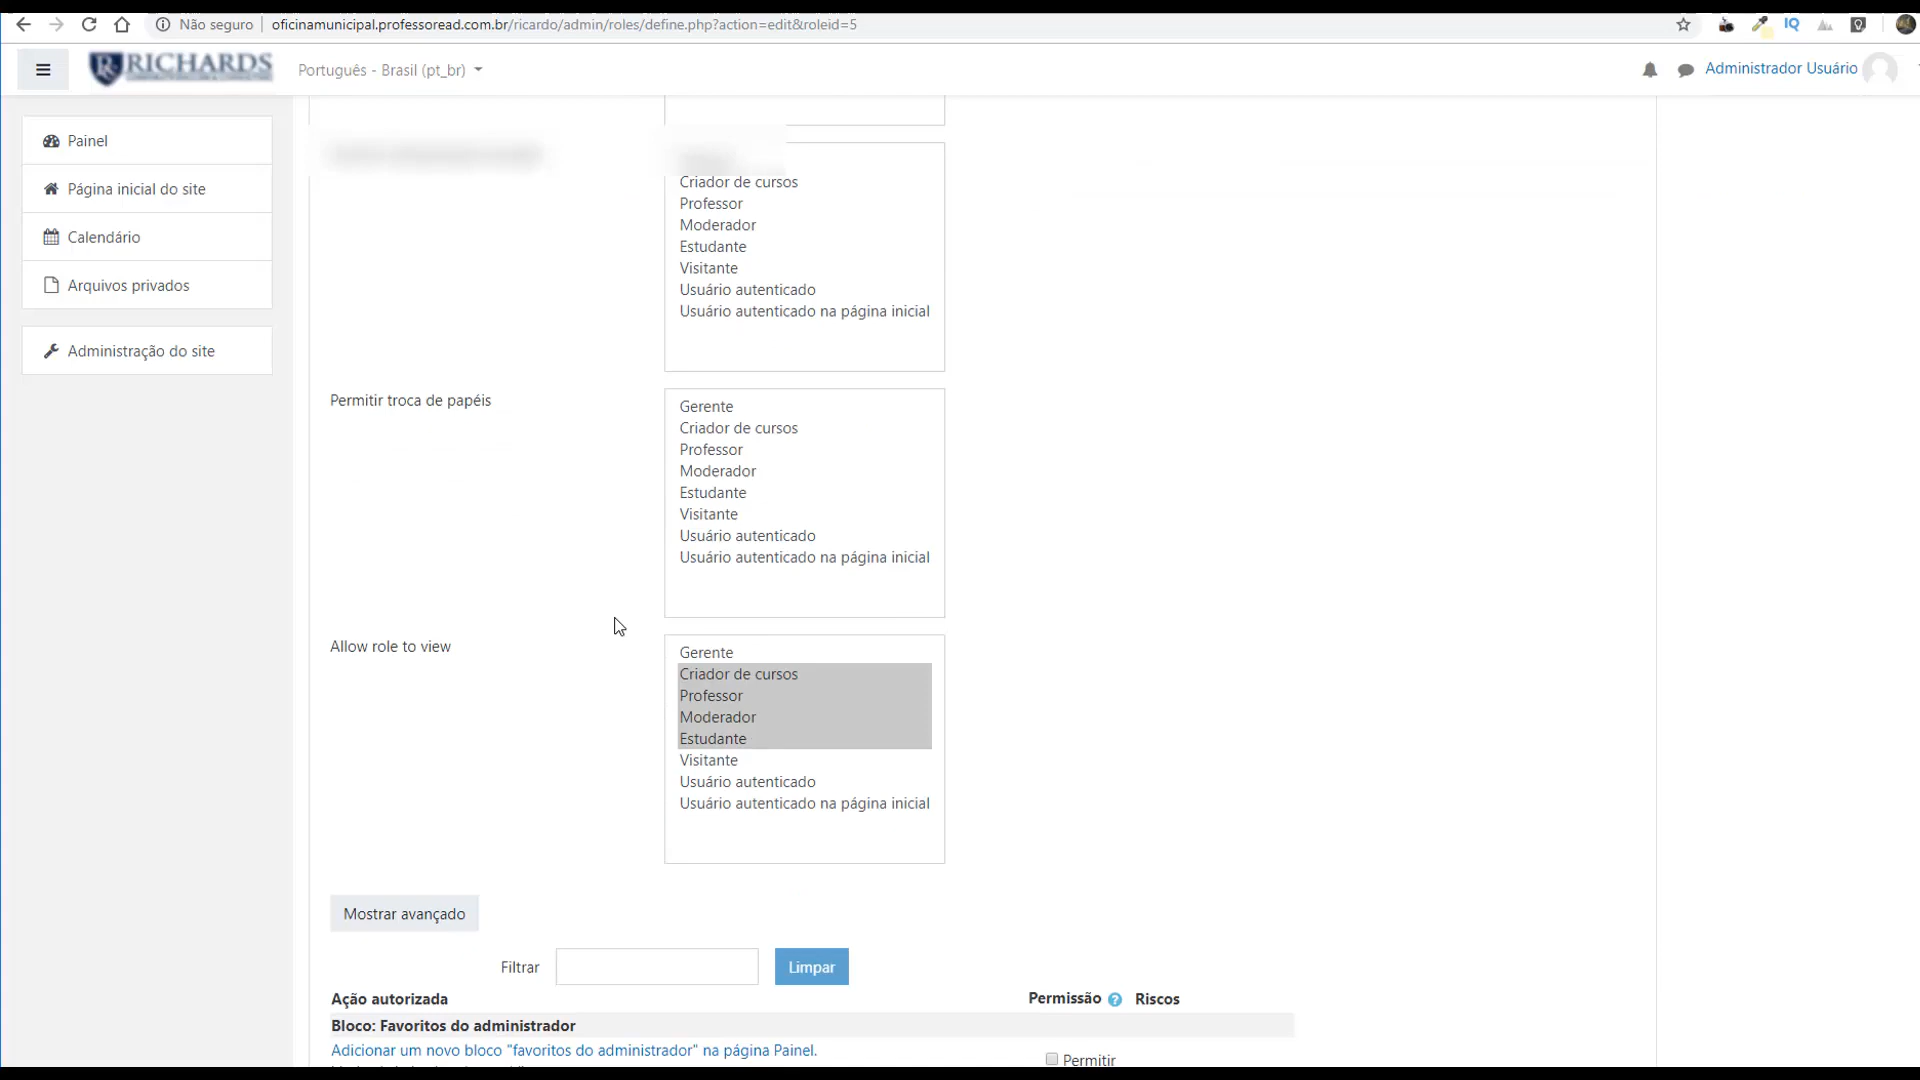 Não seguro | oficinamunicipal.professoread.com.br/ricardo/admin/roles/define.php?action=edit&roleid=5
IQ
RICHARDS
Português - Brasil (pt_br)
Administrador Usuário
Painel
Página inicial do site
Calendário
Arquivos privados
Administração do site
Criador de cursos
Professor
Moderador
Estudante
Visitante
Usuário autenticado
Usuário autenticado na página inicial
Permitir troca de papéis
Gerente
Criador de cursos
Professor
Moderador
Estudante
Visitante
Usuário autenticado
Usuário autenticado na página inicial
Allow role to view
Gerente
Criador de cursos
Professor
Moderador
Estudante
Visitante
Usuário autenticado
Usuário autenticado na página inicial
Mostrar avançado
Filtrar
Limpar
Ação autorizada Permissão ? Riscos
Bloco: Favoritos do administrador
Adicionar um novo bloco "favoritos do administrador" na página Painel.
Permitir